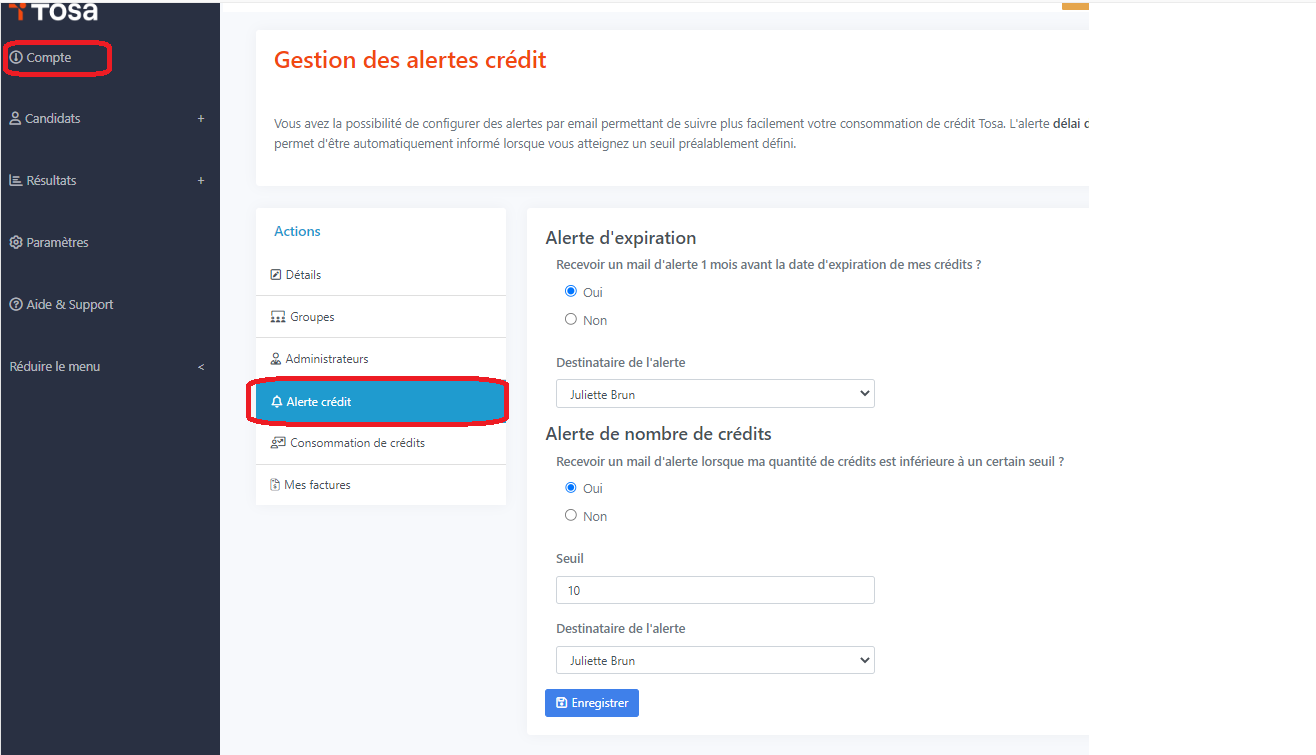 Tosa
Compte
Candidats +
Résultats +
Paramètres
Aide & Support
Réduire le menu <
Gestion des alertes crédit
Vous avez la possibilité de configurer des alertes par email permettant de suivre plus facilement votre consommation de crédit Tosa. L'alerte délai
permet d'être automatiquement informé lorsque vous atteignez un seuil préalablement défini.
Actions
Détails
Groupes
Administrateurs
Alerte crédit
Consommation de crédits
Mes factures
Alerte d'expiration
Recevoir un mail d'alerte 1 mois avant la date d'expiration de mes crédits ?
Oui
Non
Destinataire de l'alerte
Juliette Brun
Alerte de nombre de crédits
Recevoir un mail d'alerte lorsque ma quantité de crédits est inférieure à un certain seuil ?
Oui
Non
Seuil
10
Destinataire de l'alerte
Juliette Brun
Enregistrer